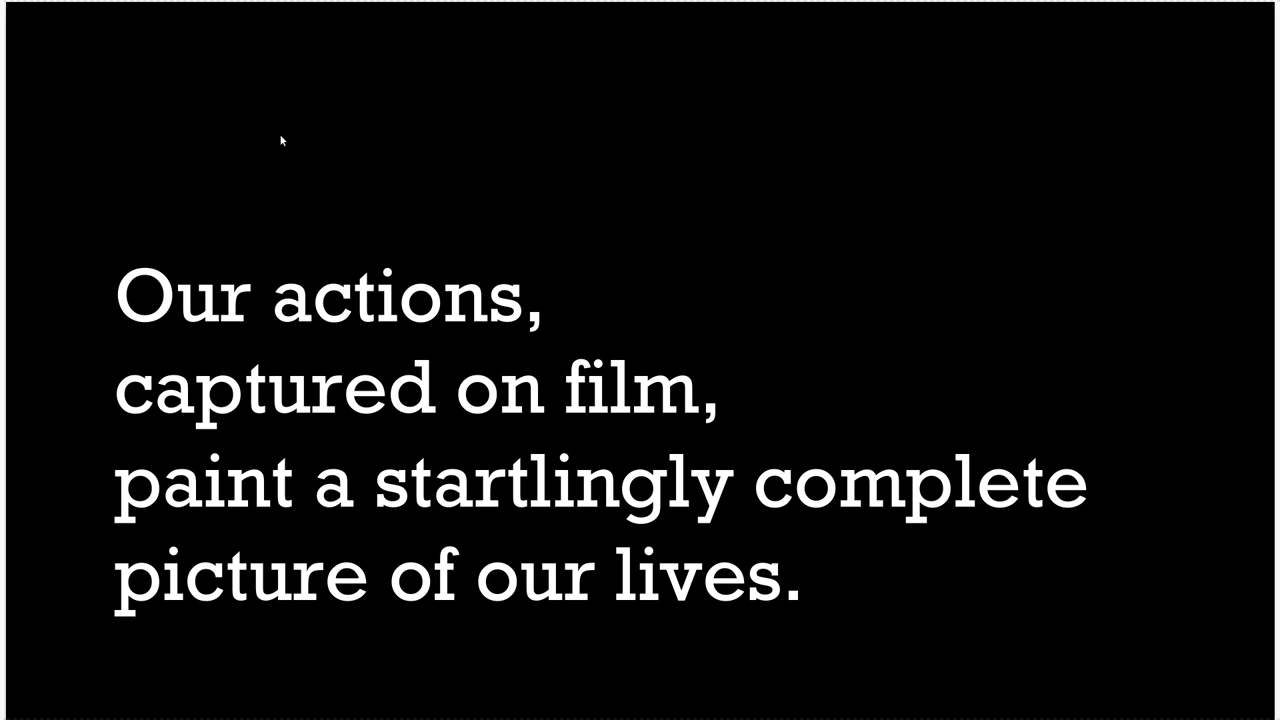 Our actions,
captured on film,
paint a startlingly complete
picture of our lives.